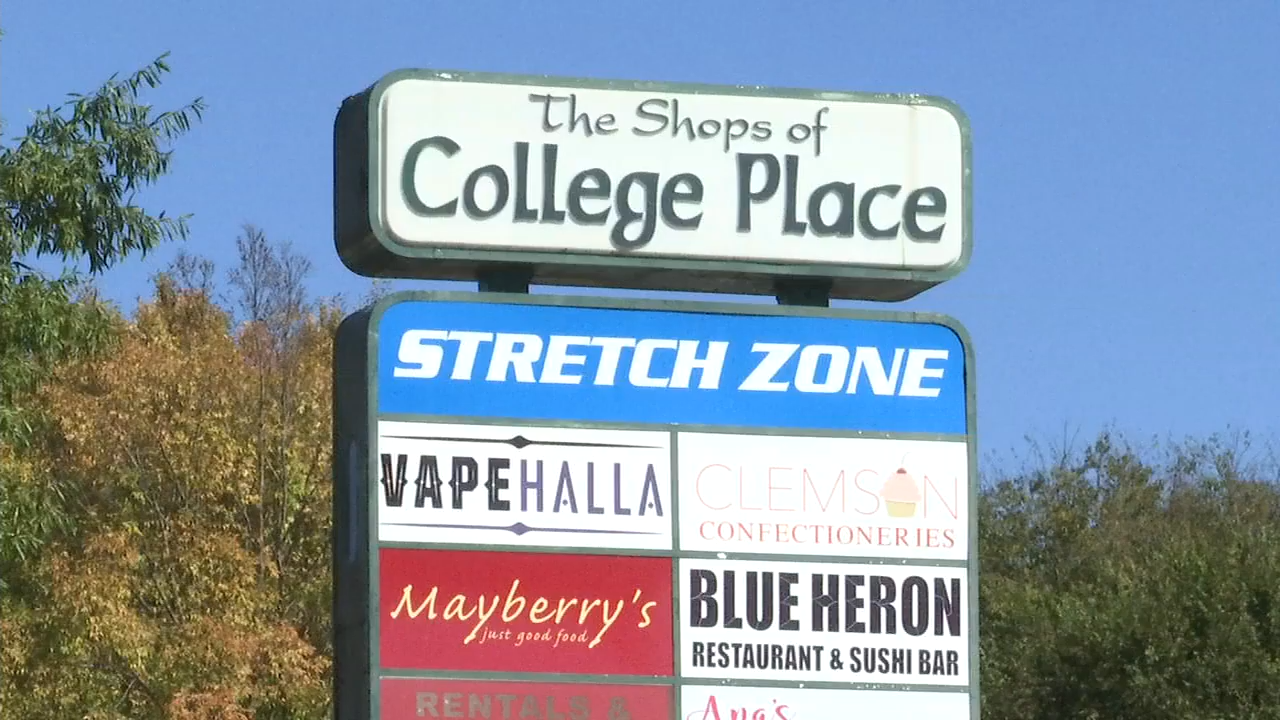 The Shops of
College Place
STRETCH ZONE
VAPEHALLA
CLEMSON
CONFECTIONERIES
Mayberry's
just good food
BLUE HERON
RESTAURANT & SUSHI BAR
RENTALS &
Ana's